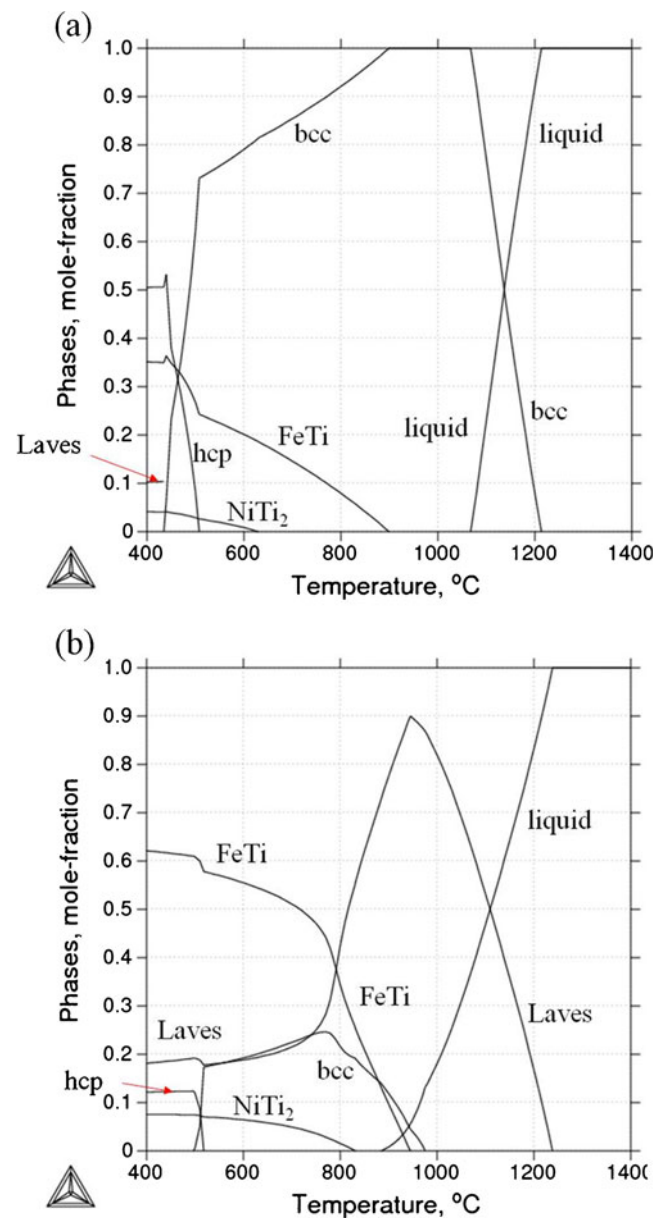 (a)
1.0
0.9
0.8
0.7
0.6
0.5
0.4
0.3
0.2
0.1
0
Phases, mole-fraction
bcc
liquid
Laves
hcp
FeTi
liquid
bcc
NiTi2
400 600 800 1000 1200 1400
Temperature, ºC
(b)
1.0
0.9
0.8
0.7
0.6
0.5
0.4
0.3
0.2
0.1
0
Phases, mole-fraction
FeTi
liquid
FeTi
Laves
Laves
bcc
hcp
NiTi2
400 600 800 1000 1200 1400
Temperature, ºC